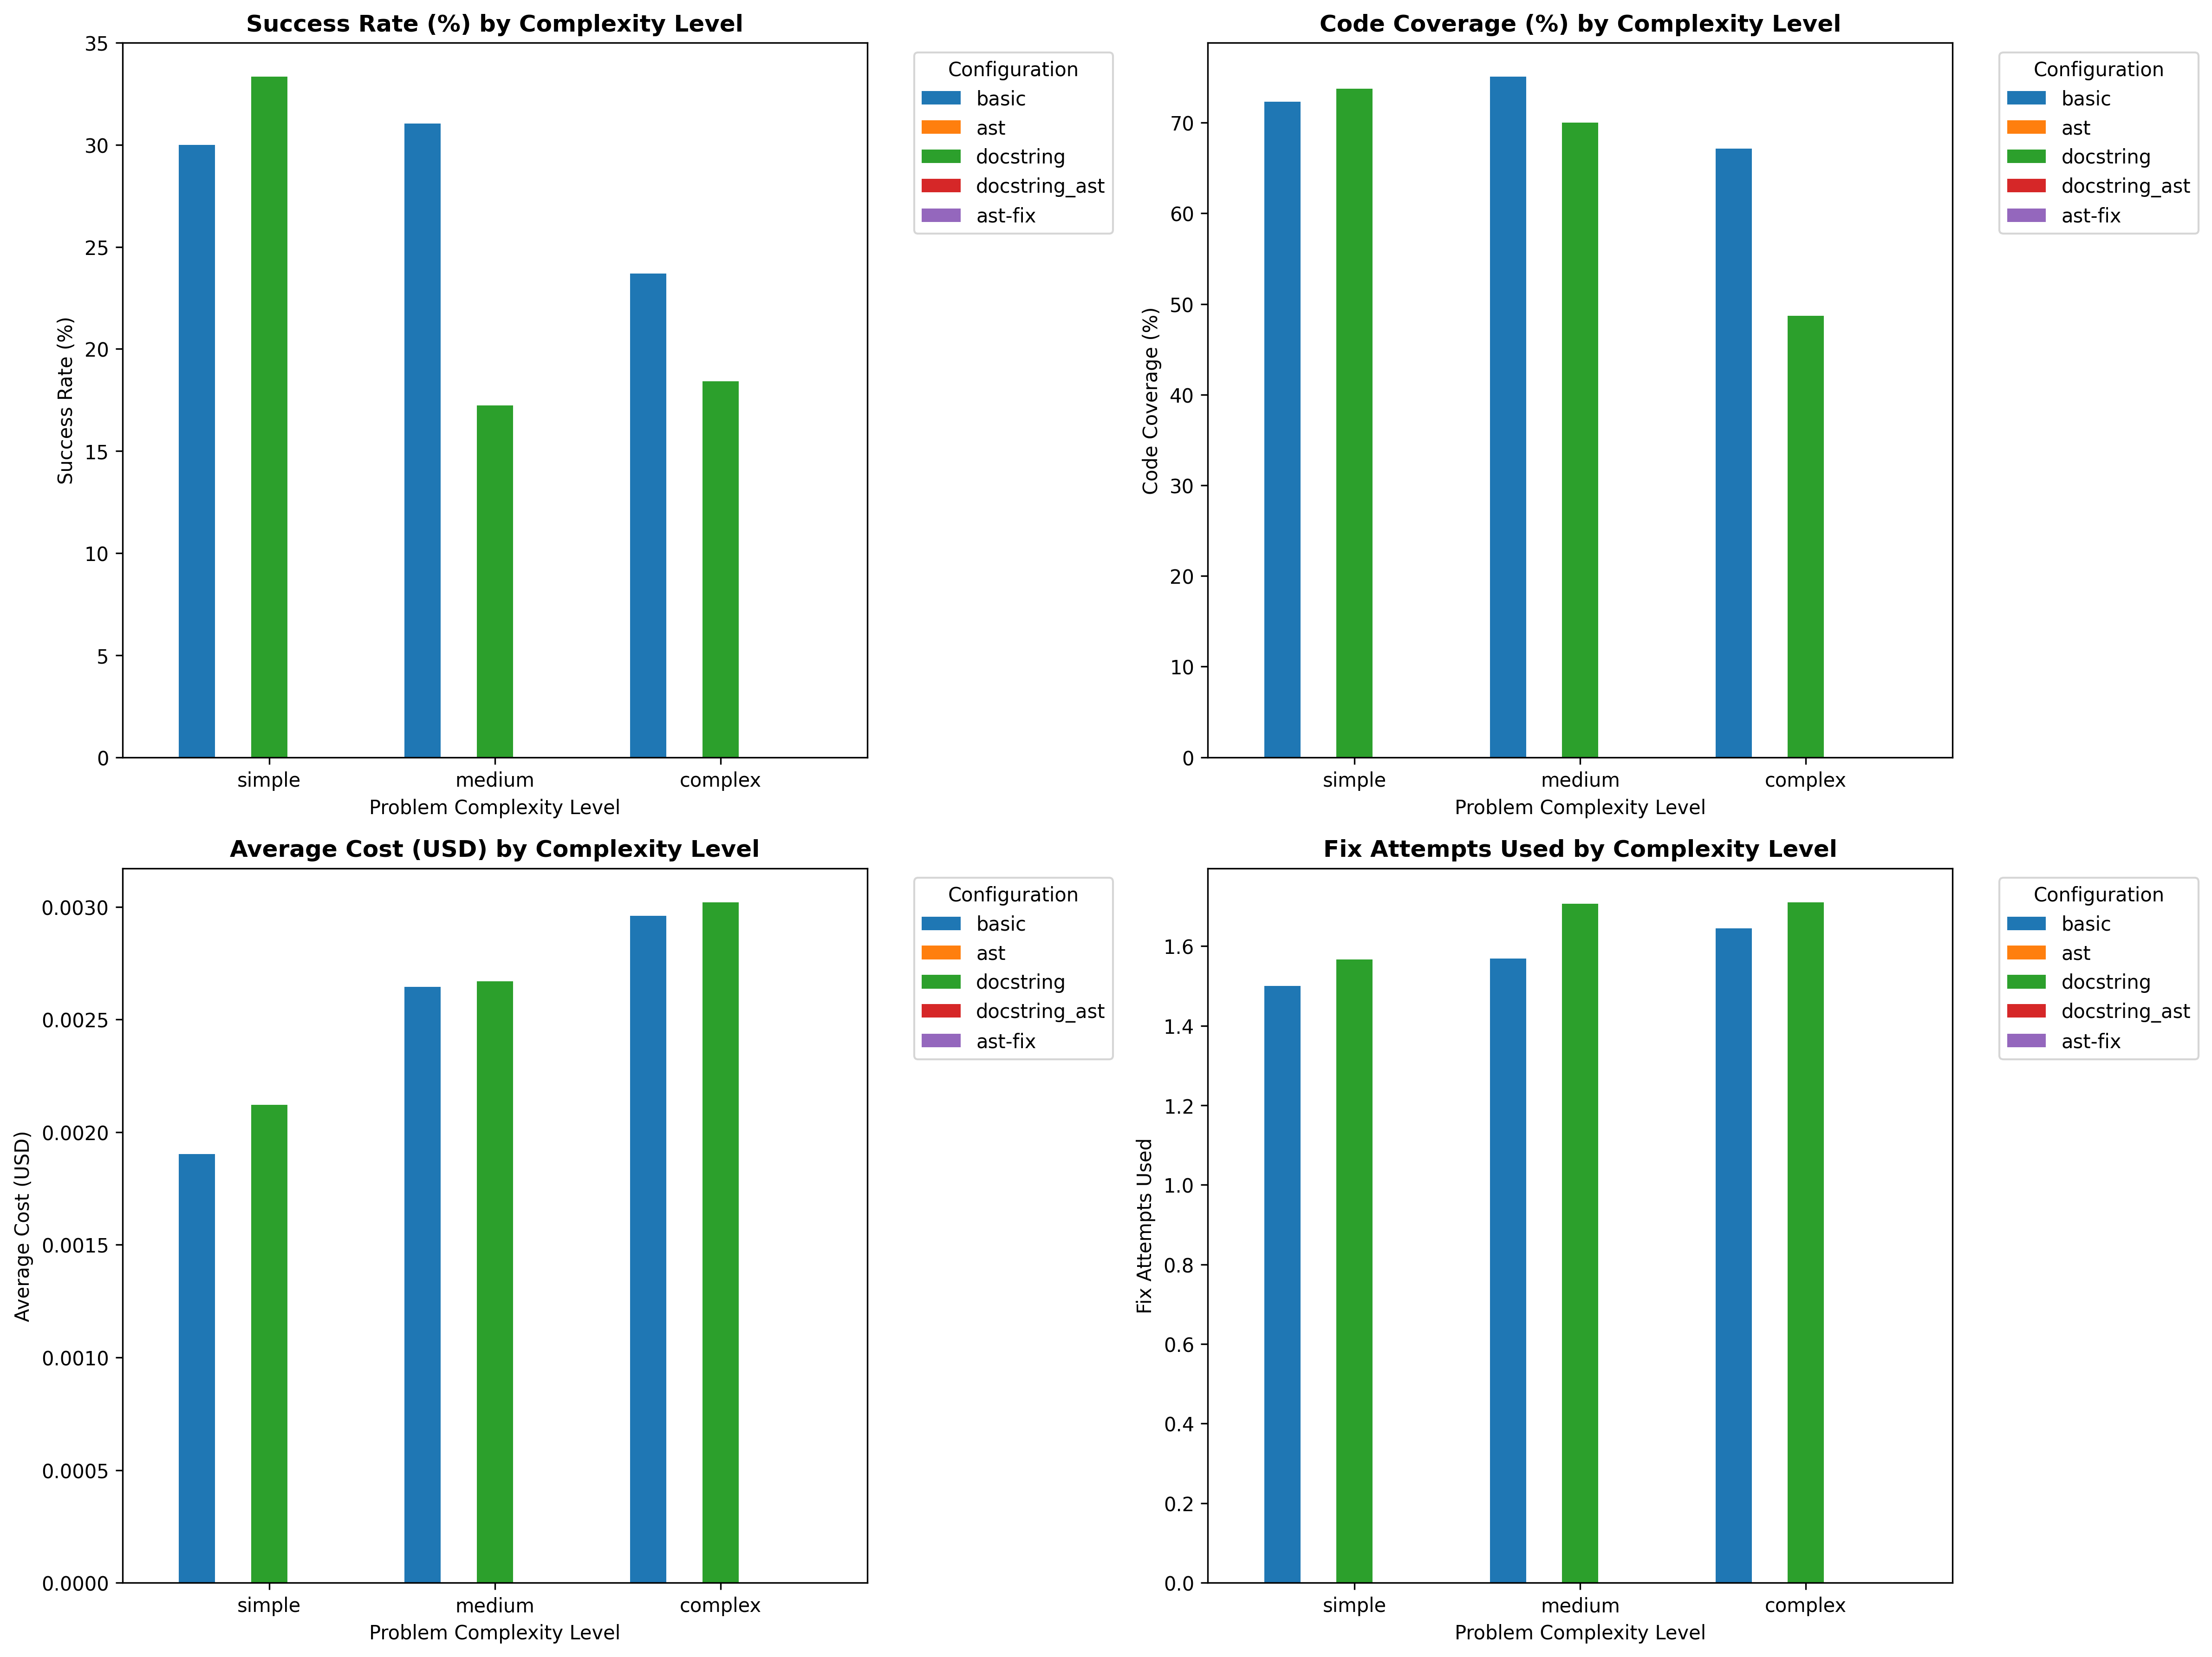 Success Rate (%) by Complexity Level
35
30
25
20
15
10
5
0
Success Rate (%)
simple
medium
complex
Problem Complexity Level
Configuration
basic
ast
docstring
docstring_ast
ast-fix
Code Coverage (%) by Complexity Level
70
60
50
40
30
20
10
0
Code Coverage (%)
simple
medium
complex
Problem Complexity Level
Configuration
basic
ast
docstring
docstring_ast
ast-fix
Average Cost (USD) by Complexity Level
0.0030
0.0025
0.0020
0.0015
0.0010
0.0005
0.0000
Average Cost (USD)
simple
medium
complex
Problem Complexity Level
Configuration
basic
ast
docstring
docstring_ast
ast-fix
Fix Attempts Used by Complexity Level
1.6
1.4
1.2
1.0
0.8
0.6
0.4
0.2
0.0
Fix Attempts Used
simple
medium
complex
Problem Complexity Level
Configuration
basic
ast
docstring
docstring_ast
ast-fix